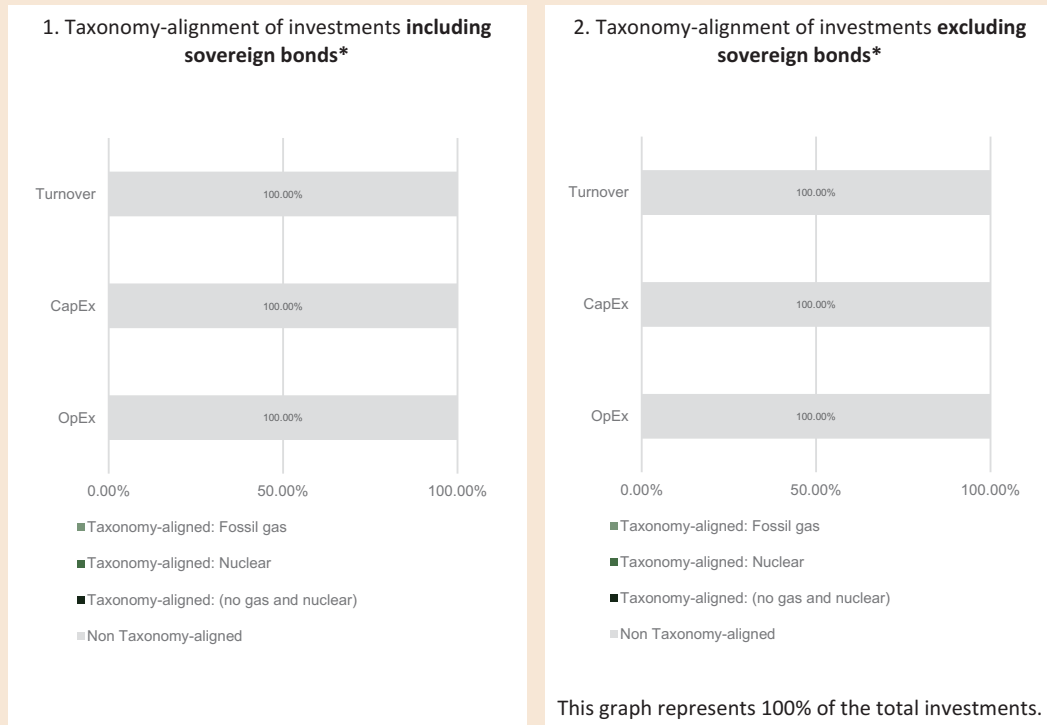 1. Taxonomy-alignment of investments including
sovereign bonds*
Turnover
100.00%
CapEx
100.00%
OpEx
100.00%
0.00%
50.00%
100.00%
Taxonomy-aligned: Fossil gas
Taxonomy-aligned: Nuclear
Taxonomy-aligned: (no gas and nuclear)
Non Taxonomy-aligned
2. Taxonomy-alignment of investments excluding
sovereign bonds*
Turnover
100.00%
CapEx
100.00%
OpEx
100.00%
0.00%
50.00%
100.00%
Taxonomy-aligned: Fossil gas
Taxonomy-aligned: Nuclear
Taxonomy-aligned: (no gas and nuclear)
Non Taxonomy-aligned
This graph represents 100% of the total investments.